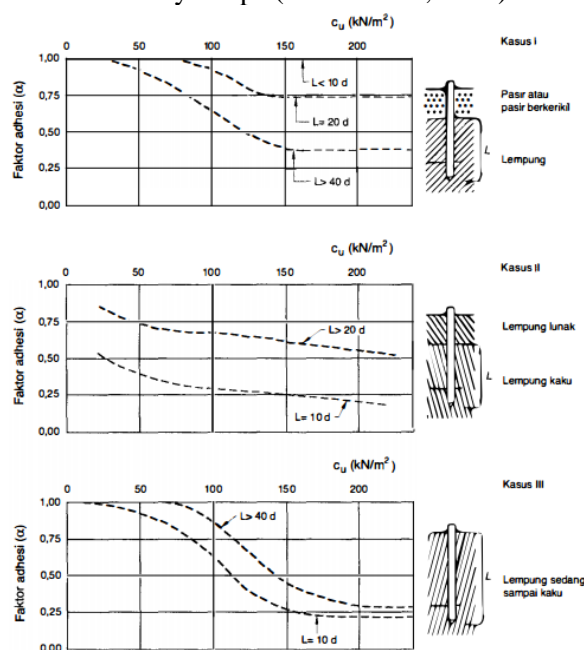 c_u (kN/m²)
Kasus I
0 50 100 150 200
1,00
0,75
0,50
0,25
0,00
Faktor adhesi (α)
L< 10 d
L= 20 d
L> 40 d
Pasir atau
pasir berkerikil
L
Lempung
c_u (kN/m²)
Kasus II
0 50 100 150 200
1,00
0,75
0,50
0,25
0,00
Faktor adhesi (α)
L> 20 d
L= 10 d
Lempung lunak
L
Lempung kaku
c_u (kN/m²)
Kasus III
0 50 100 150 200
1,00
0,75
0,50
0,25
0,00
Faktor adhesi (α)
L> 40 d
L= 10 d
L
Lempung sedang
sampai kaku